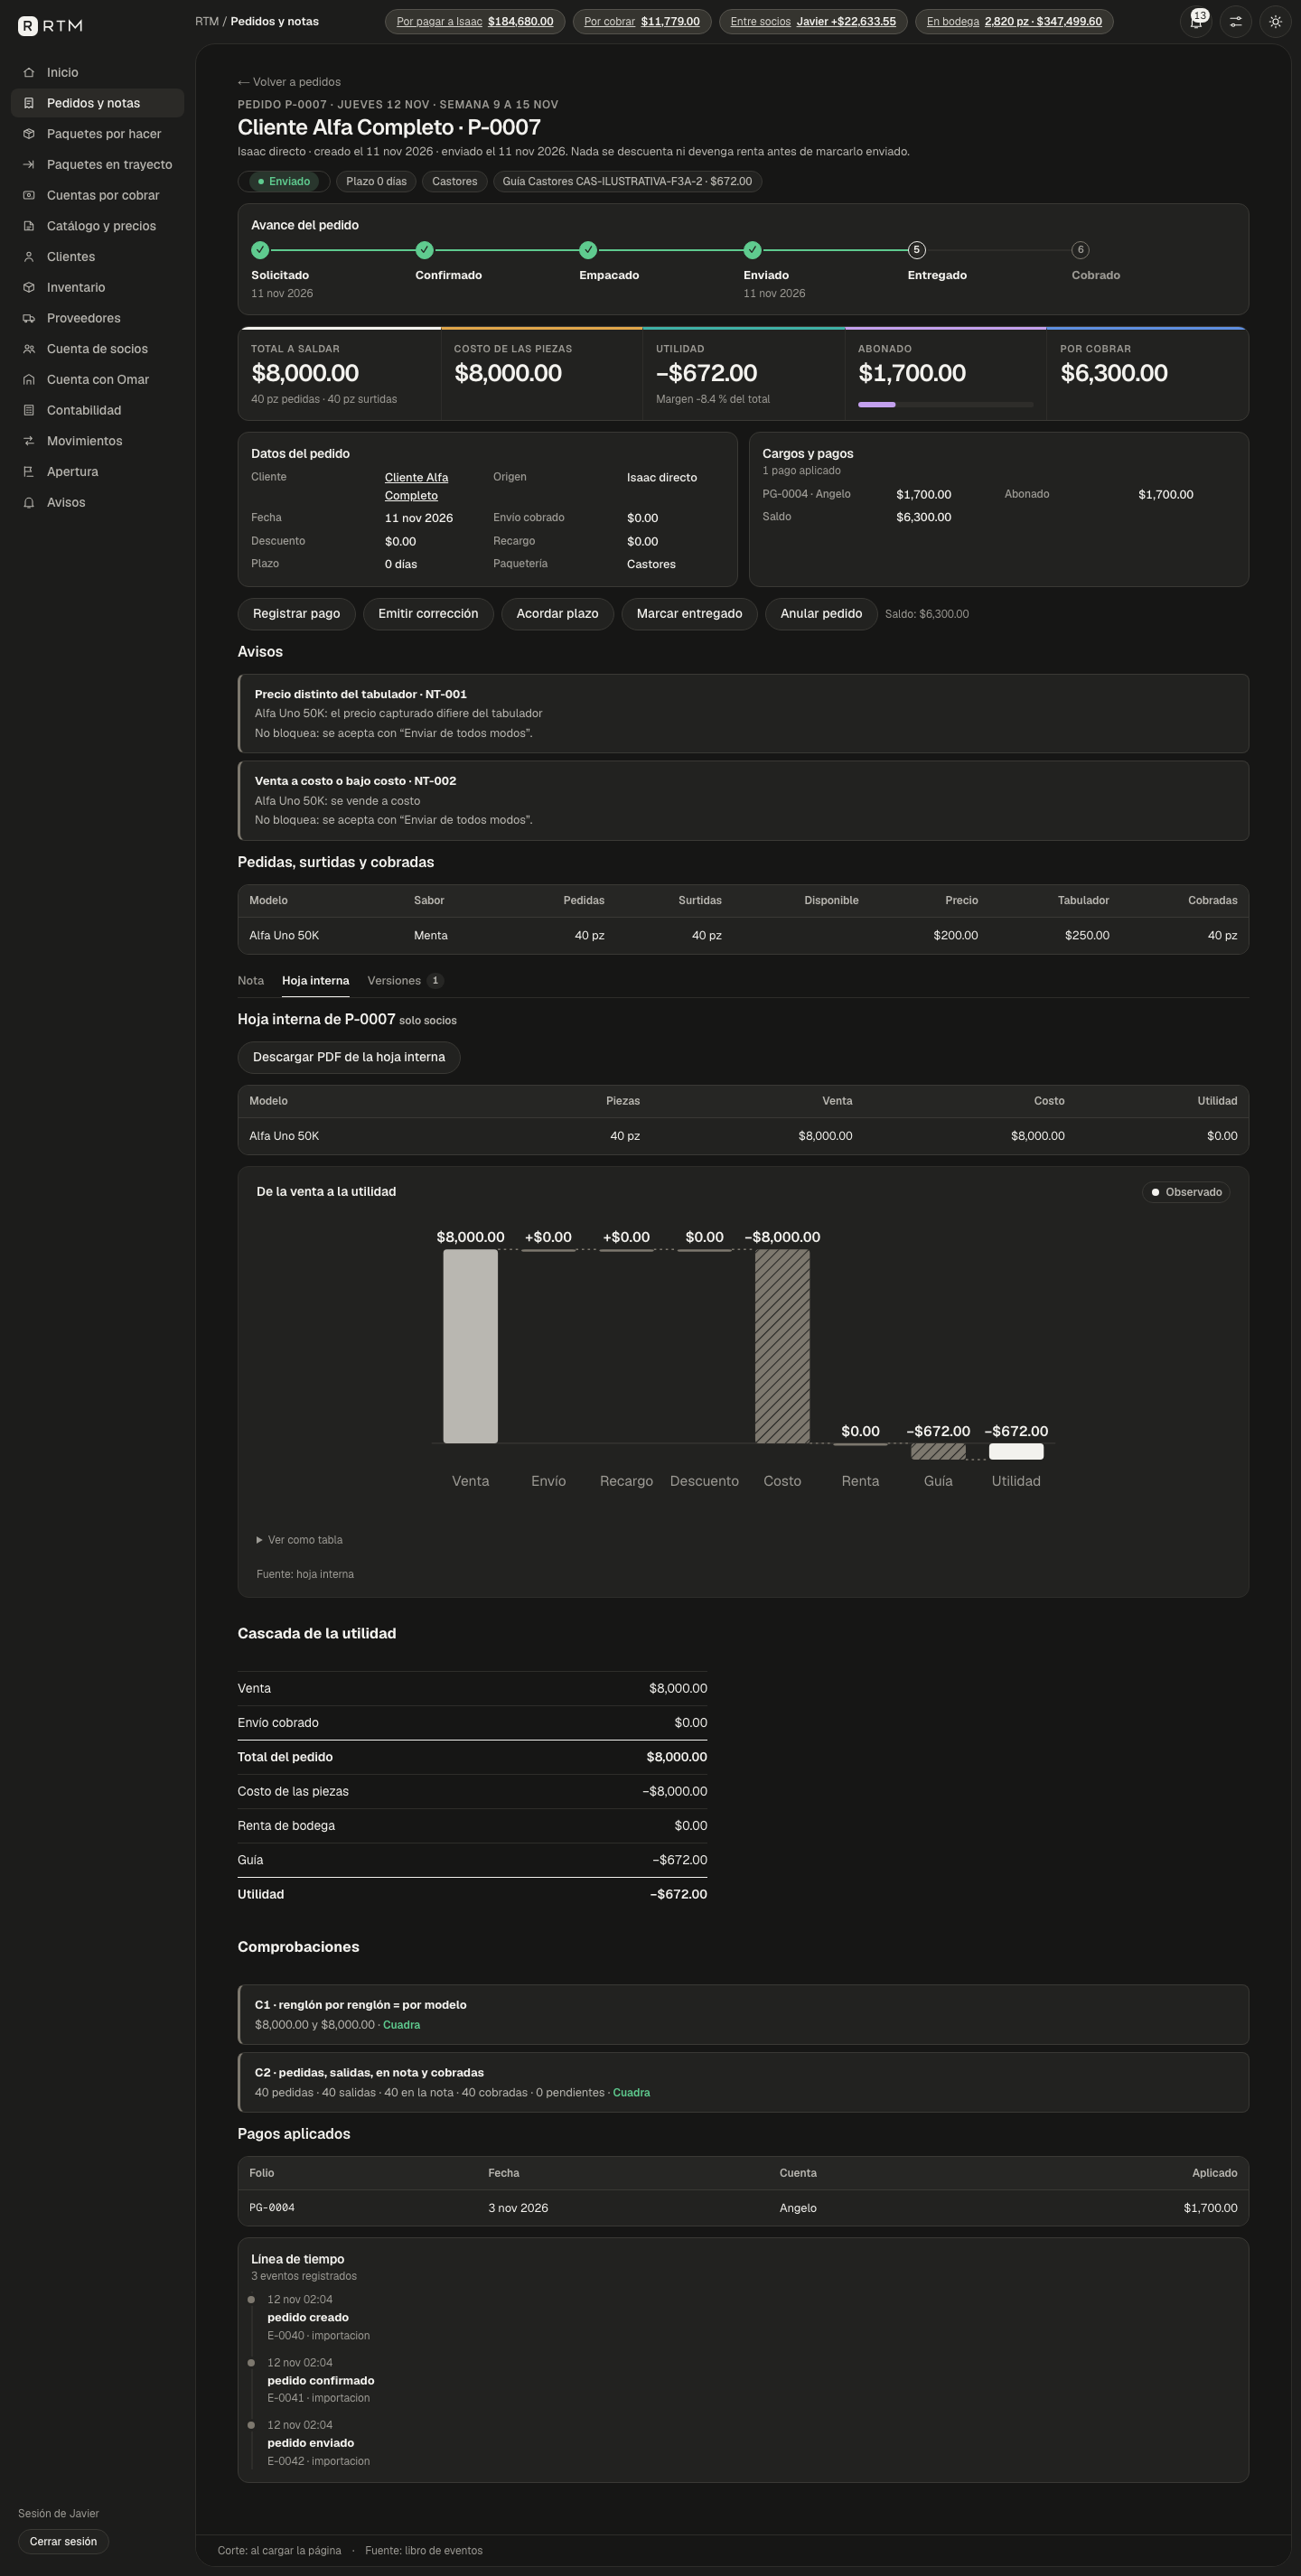 R RTM
RTM / Pedidos y notas
Por pagar a Isaac $184,680.00
Por cobrar $11,779.00
Entre socios Javier +$22,633.55
En bodega 2,820 pz · $347,499.60
13
Inicio
Pedidos y notas
Paquetes por hacer
Paquetes en trayecto
Cuentas por cobrar
Catálogo y precios
Clientes
Inventario
Proveedores
Cuenta de socios
Cuenta con Omar
Contabilidad
Movimientos
Apertura
Avisos
← Volver a pedidos
PEDIDO P-0007 · JUEVES 12 NOV · SEMANA 9 A 15 NOV
Cliente Alfa Completo · P-0007
Isaac directo · creado el 11 nov 2026 · enviado el 11 nov 2026. Nada se descuenta ni devenga renta antes de marcarlo enviado.
Enviado Plazo 0 días Castores Guía Castores CAS-ILUSTRATIVA-F3A-2 · $672.00
Avance del pedido
5 6
Solicitado Confirmado Empacado Enviado Entregado Cobrado
11 nov 2026 11 nov 2026
TOTAL A SALDAR COSTO DE LAS PIEZAS UTILIDAD ABONADO POR COBRAR
$8,000.00 $8,000.00 −$672.00 $1,700.00 $6,300.00
40 pz pedidas · 40 pz surtidas Margen -8.4 % del total
Datos del pedido
Cliente Cliente Alfa Completo Origen Isaac directo
Fecha 11 nov 2026 Envío cobrado $0.00
Descuento $0.00 Recargo $0.00
Plazo 0 días Paquetería Castores
Cargos y pagos
1 pago aplicado
PG-0004 · Angelo $1,700.00 Abonado $1,700.00
Saldo $6,300.00
Registrar pago Emitir corrección Acordar plazo Marcar entregado Anular pedido Saldo: $6,300.00
Avisos
Precio distinto del tabulador · NT-001
Alfa Uno 50K: el precio capturado difiere del tabulador
No bloquea: se acepta con “Enviar de todos modos”.
Venta a costo o bajo costo · NT-002
Alfa Uno 50K: se vende a costo
No bloquea: se acepta con “Enviar de todos modos”.
Pedidas, surtidas y cobradas
Modelo Sabor Pedidas Surtidas Disponible Precio Tabulador Cobradas
Alfa Uno 50K Menta 40 pz 40 pz $200.00 $250.00 40 pz
Nota Hoja interna Versiones 1
Hoja interna de P-0007 solo socios
Descargar PDF de la hoja interna
Modelo Piezas Venta Costo Utilidad
Alfa Uno 50K 40 pz $8,000.00 $8,000.00 $0.00
De la venta a la utilidad
Observado
$8,000.00 +$0.00 +$0.00 $0.00 −$8,000.00
$0.00 −$672.00 −$672.00
Venta Envío Recargo Descuento Costo Renta Guía Utilidad
▶ Ver como tabla
Fuente: hoja interna
Cascada de la utilidad
Venta $8,000.00
Envío cobrado $0.00
Total del pedido $8,000.00
Costo de las piezas −$8,000.00
Renta de bodega $0.00
Guía −$672.00
Utilidad −$672.00
Comprobaciones
C1 · renglón por renglón = por modelo
$8,000.00 y $8,000.00 · Cuadra
C2 · pedidas, salidas, en nota y cobradas
40 pedidas · 40 salidas · 40 en la nota · 40 cobradas · 0 pendientes · Cuadra
Pagos aplicados
Folio Fecha Cuenta Aplicado
PG-0004 3 nov 2026 Angelo $1,700.00
Línea de tiempo
3 eventos registrados
12 nov 02:04
pedido creado
E-0040 · importacion
12 nov 02:04
pedido confirmado
E-0041 · importacion
12 nov 02:04
pedido enviado
E-0042 · importacion
Sesión de Javier
Cerrar sesión
Corte: al cargar la página · Fuente: libro de eventos